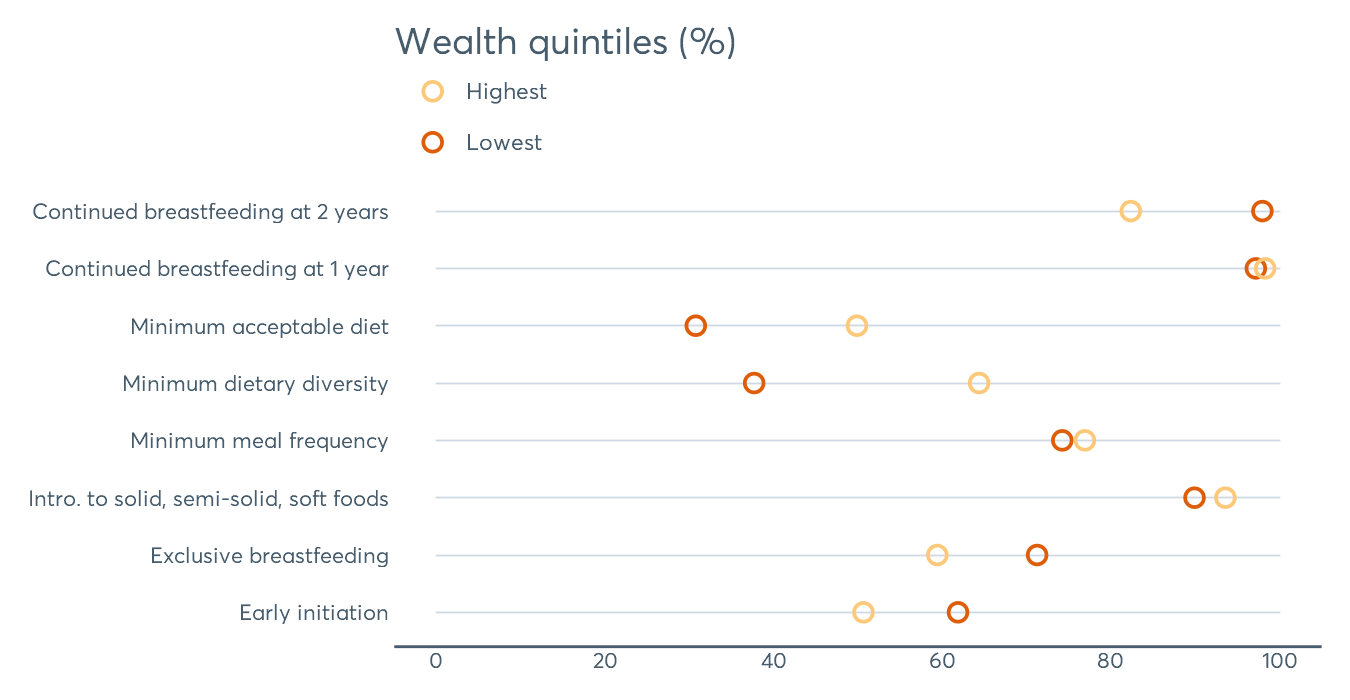 Wealth quintiles (%)
Highest
Lowest
Continued breastfeeding at 2 years
Continued breastfeeding at 1 year
Minimum acceptable diet
Minimum dietary diversity
Minimum meal frequency
Intro. to solid, semi-solid, soft foods
Exclusive breastfeeding
Early initiation
0 20 40 60 80 100